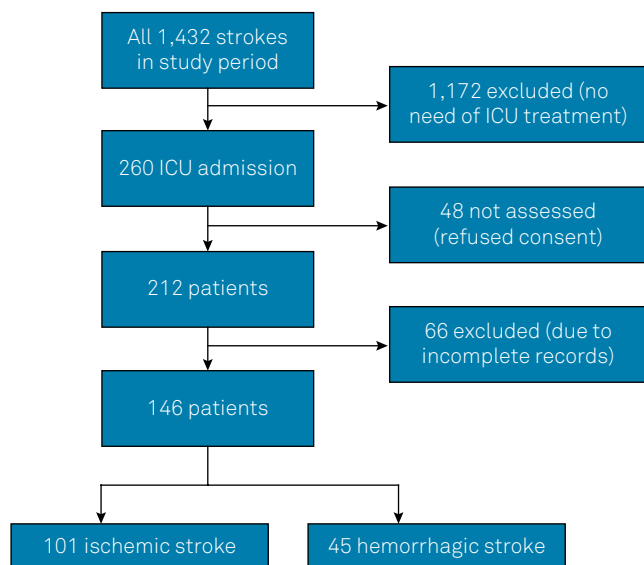 All 1,432 strokes
in study period
1,172 excluded (no
need of ICU treatment)
260 ICU admission
48 not assessed
(refused consent)
212 patients
66 excluded (due to
incomplete records)
146 patients
101 ischemic stroke
45 hemorrhagic stroke